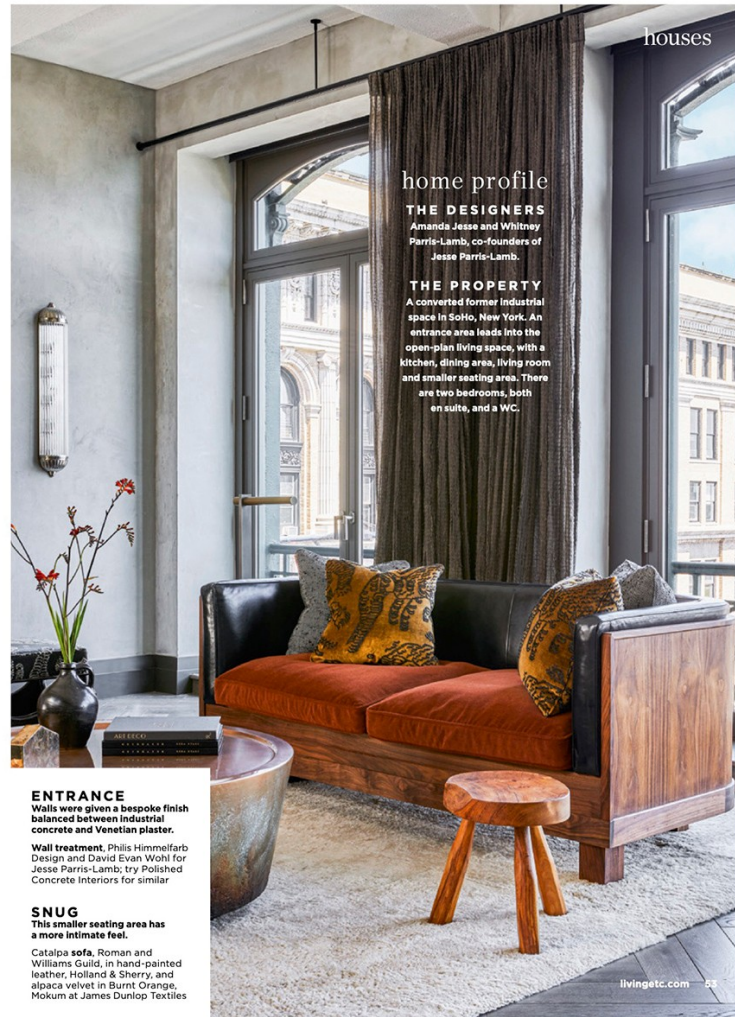 houses
home profile
THE DESIGNERS
Amanda Jesse and Whitney
Parris-Lamb, co-founders of
Jesse Parris-Lamb.
THE PROPERTY
A converted former industrial
space in SoHo, New York. An
entrance area leads into the
open-plan living space, with a
kitchen, dining area, living room
and smaller seating area. There
are two bedrooms, both
en suite, and a WC.
ART DECO
ENTRANCE
Walls were given a bespoke finish
balanced between industrial
concrete and Venetian plaster.
Wall treatment, Philis Himmelfarb
Design and David Evan Wohl for
Jesse Parris-Lamb; try Polished
Concrete Interiors for similar
SNUG
This smaller seating area has
a more intimate feel.
Catalpa sofa, Roman and
Williams Guild, in hand-painted
leather, Holland & Sherry, and
alpaca velvet in Burnt Orange,
Mokum at James Dunlop Textiles
livingetc.com 53